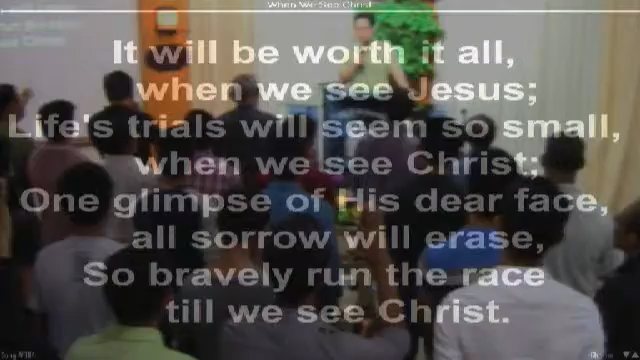 When We See Christ
It will be worth it all,
when we see Jesus;
Life's trials will seem so small,
when we see Christ;
One glimpse of His dear face,
all sorrow will erase,
So bravely run the race
till we see Christ.